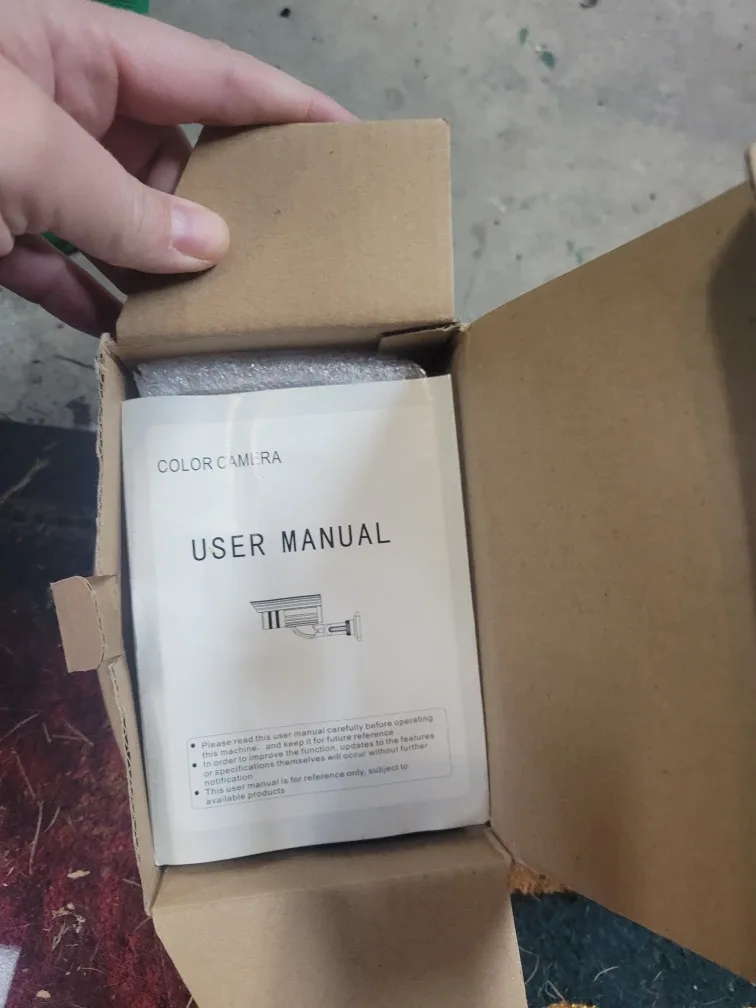 COLOR CAMERA
USER MANUAL
• Please read this user manual carefully before operating
this machine, and keep it for future reference
• In order to improve the function, updates to the features
or specifications themselves will occur without further
notification
• This user manual is for reference only, subject to
available products